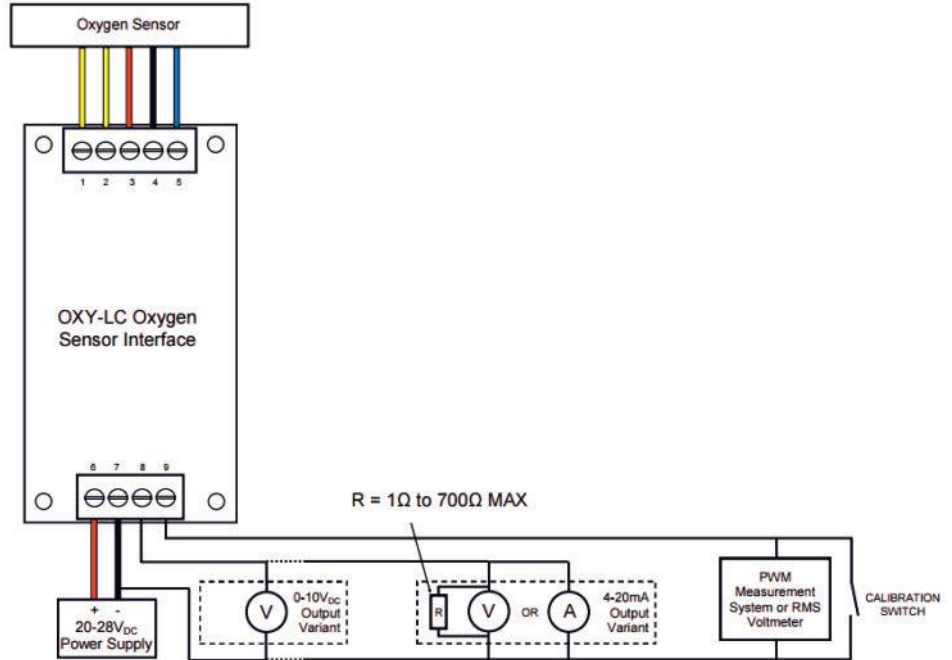 Oxygen Sensor
1 2 3 4 5
OXY-LC Oxygen
Sensor Interface
6 7 8 9
R = 1Ω to 700Ω MAX
+ -
20-28VDC
Power Supply
V
0-10VDC
Output
Variant
R
V
OR
A
4-20mA
Output
Variant
PWM
Measurement
System or RMS
Voltmeter
CALIBRATION
SWITCH